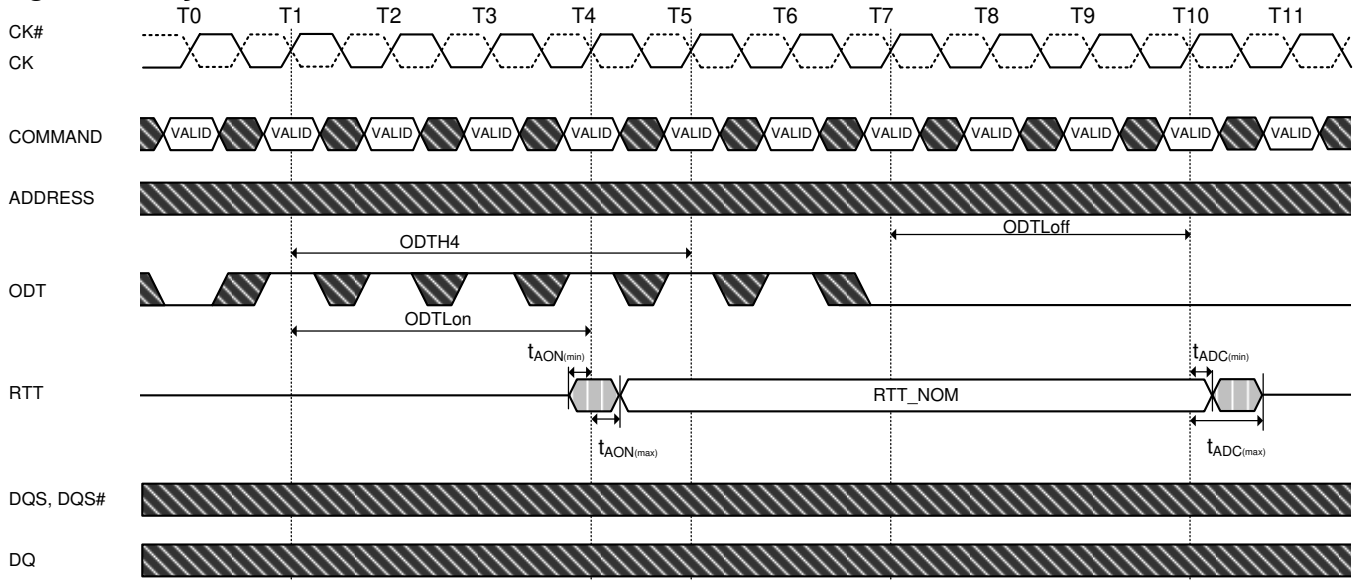 T0 T1 T2 T3 T4 T5 T6 T7 T8 T9 T10 T11
CK#
CK
COMMAND VALID VALID VALID VALID VALID VALID VALID VALID VALID VALID VALID VALID
ADDRESS
ODTLoff
ODTH4
ODT
ODTLon
tAON(min) tADC(min)
RTT RTT_NOM
tAON(max) tADC(max)
DQS, DQS#
DQ